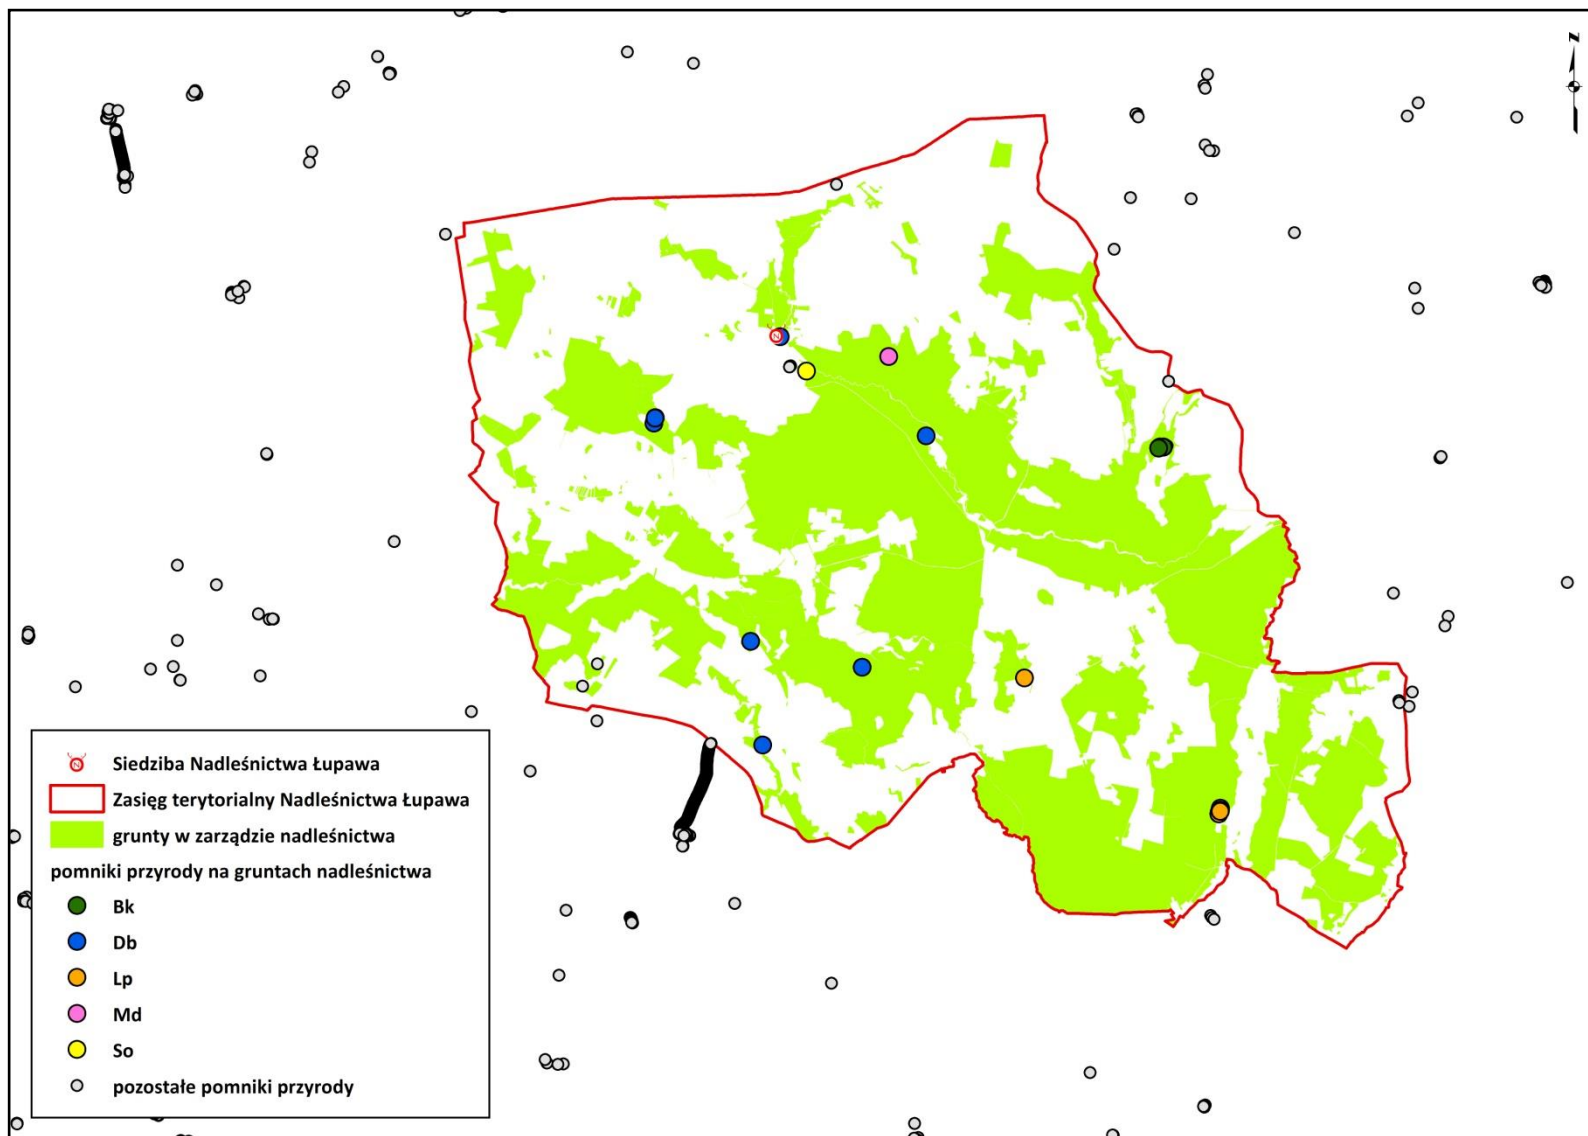 N
N
N
Siedziba Nadleśnictwa Łupawa
Zasięg terytorialny Nadleśnictwa Łupawa
grunty w zarządzie nadleśnictwa
pomniki przyrody na gruntach nadleśnictwa
Bk
Db
Lp
Md
So
pozostałe pomniki przyrody